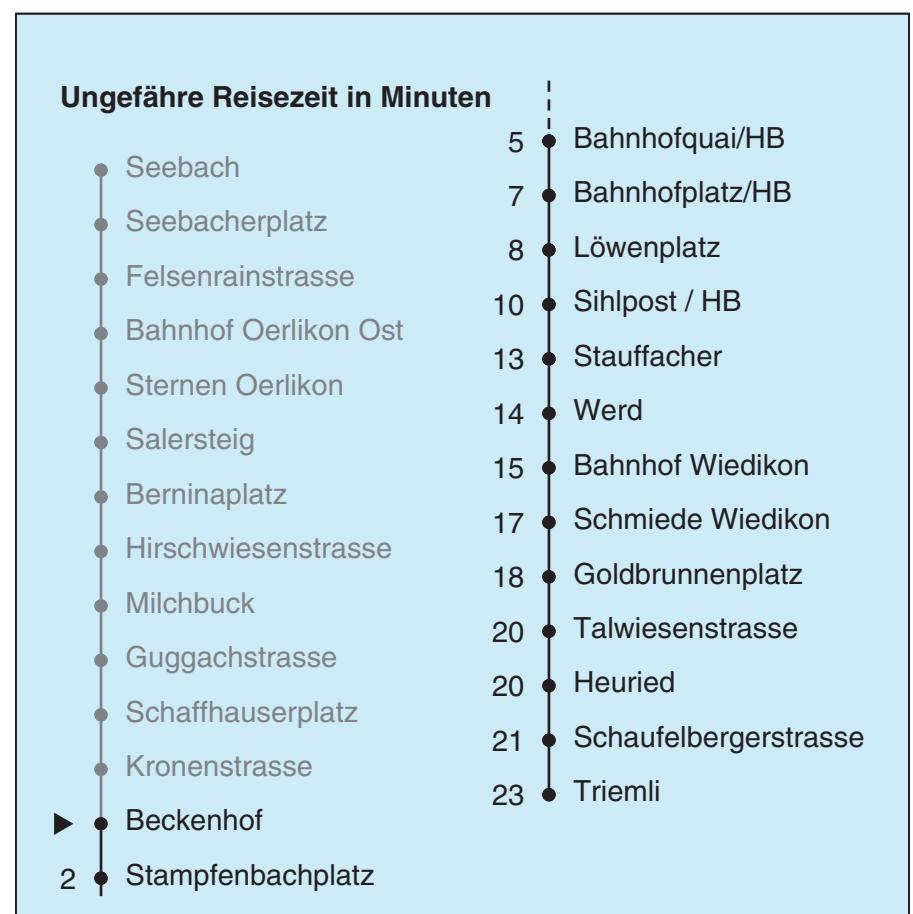 Ungefähre Reisezeit in Minuten
Seebach
Seebacherplatz
Felsenrainstrasse
Bahnhof Oerlikon Ost
Sternen Oerlikon
Salersteig
Berninaplatz
Hirschwiesenstrasse
Milchbuck
Guggachstrasse
Schaffhauserplatz
Kronenstrasse
Beckenhof
2 Stampfenbachplatz
5 Bahnhofquai/HB
7 Bahnhofplatz/HB
8 Löwenplatz
10 Sihlpost / HB
13 Stauffacher
14 Werd
15 Bahnhof Wiedikon
17 Schmiede Wiedikon
18 Goldbrunnenplatz
20 Talwiesenstrasse
20 Heuried
21 Schaufelbergerstrasse
23 Triemli